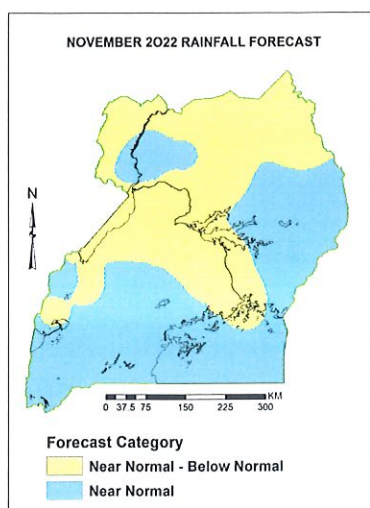 NOVEMBER 2O22 RAINFALL FORECAST
N
KM
0 37.5 75 150 225 300
Forecast Category
Near Normal - Below Normal
Near Normal